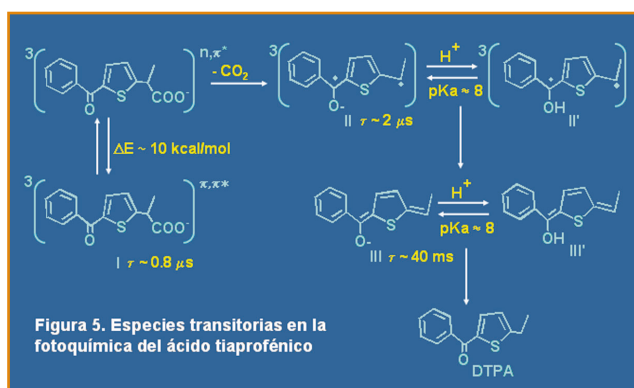 3 n,π*
O S COO-
- CO2
3 S O-
H+
pKa ≈ 8
3 S OH
II τ ~ 2 μs
II'
ΔE ~ 10 kcal/mol
3 π,π*
O S COO-
I τ ~ 0.8 μs
S O-
H+
pKa ≈ 8
S OH
III τ ~ 40 ms
III'
Figura 5. Especies transitorias en la
fotoquímica del ácido tiaprofénico
S O
DTPA